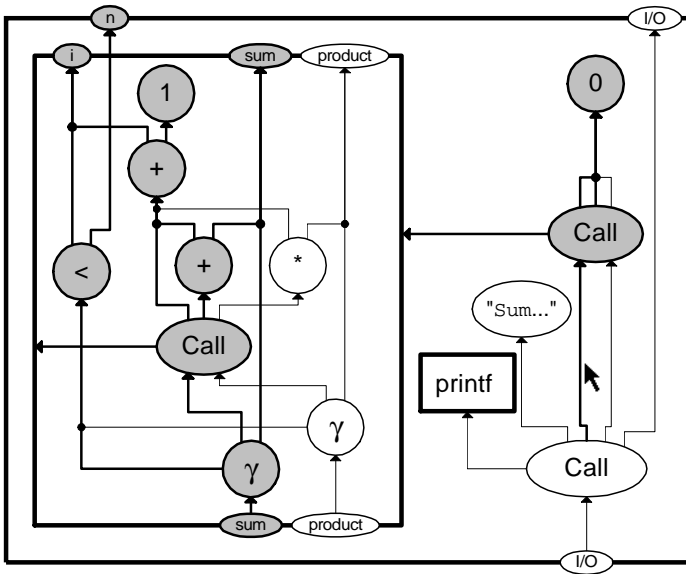 n
I/O
i
sum
product
1
0
+
Call
<
+
*
"Sum..."
Call
printf
γ
Call
γ
sum
product
I/O